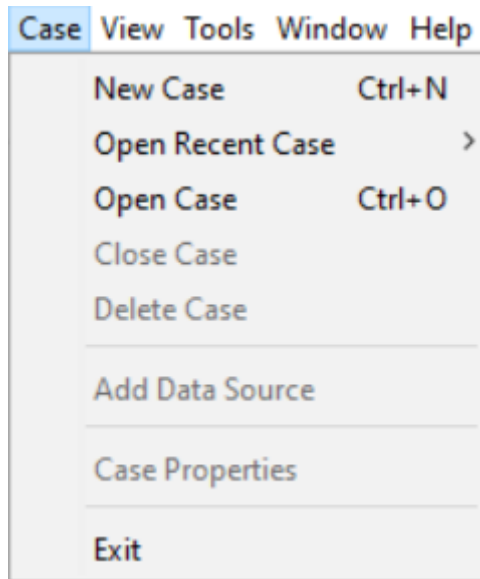 Case View Tools Window Help
New Case Ctrl+N
Open Recent Case >
Open Case Ctrl+O
Close Case
Delete Case
Add Data Source
Case Properties
Exit